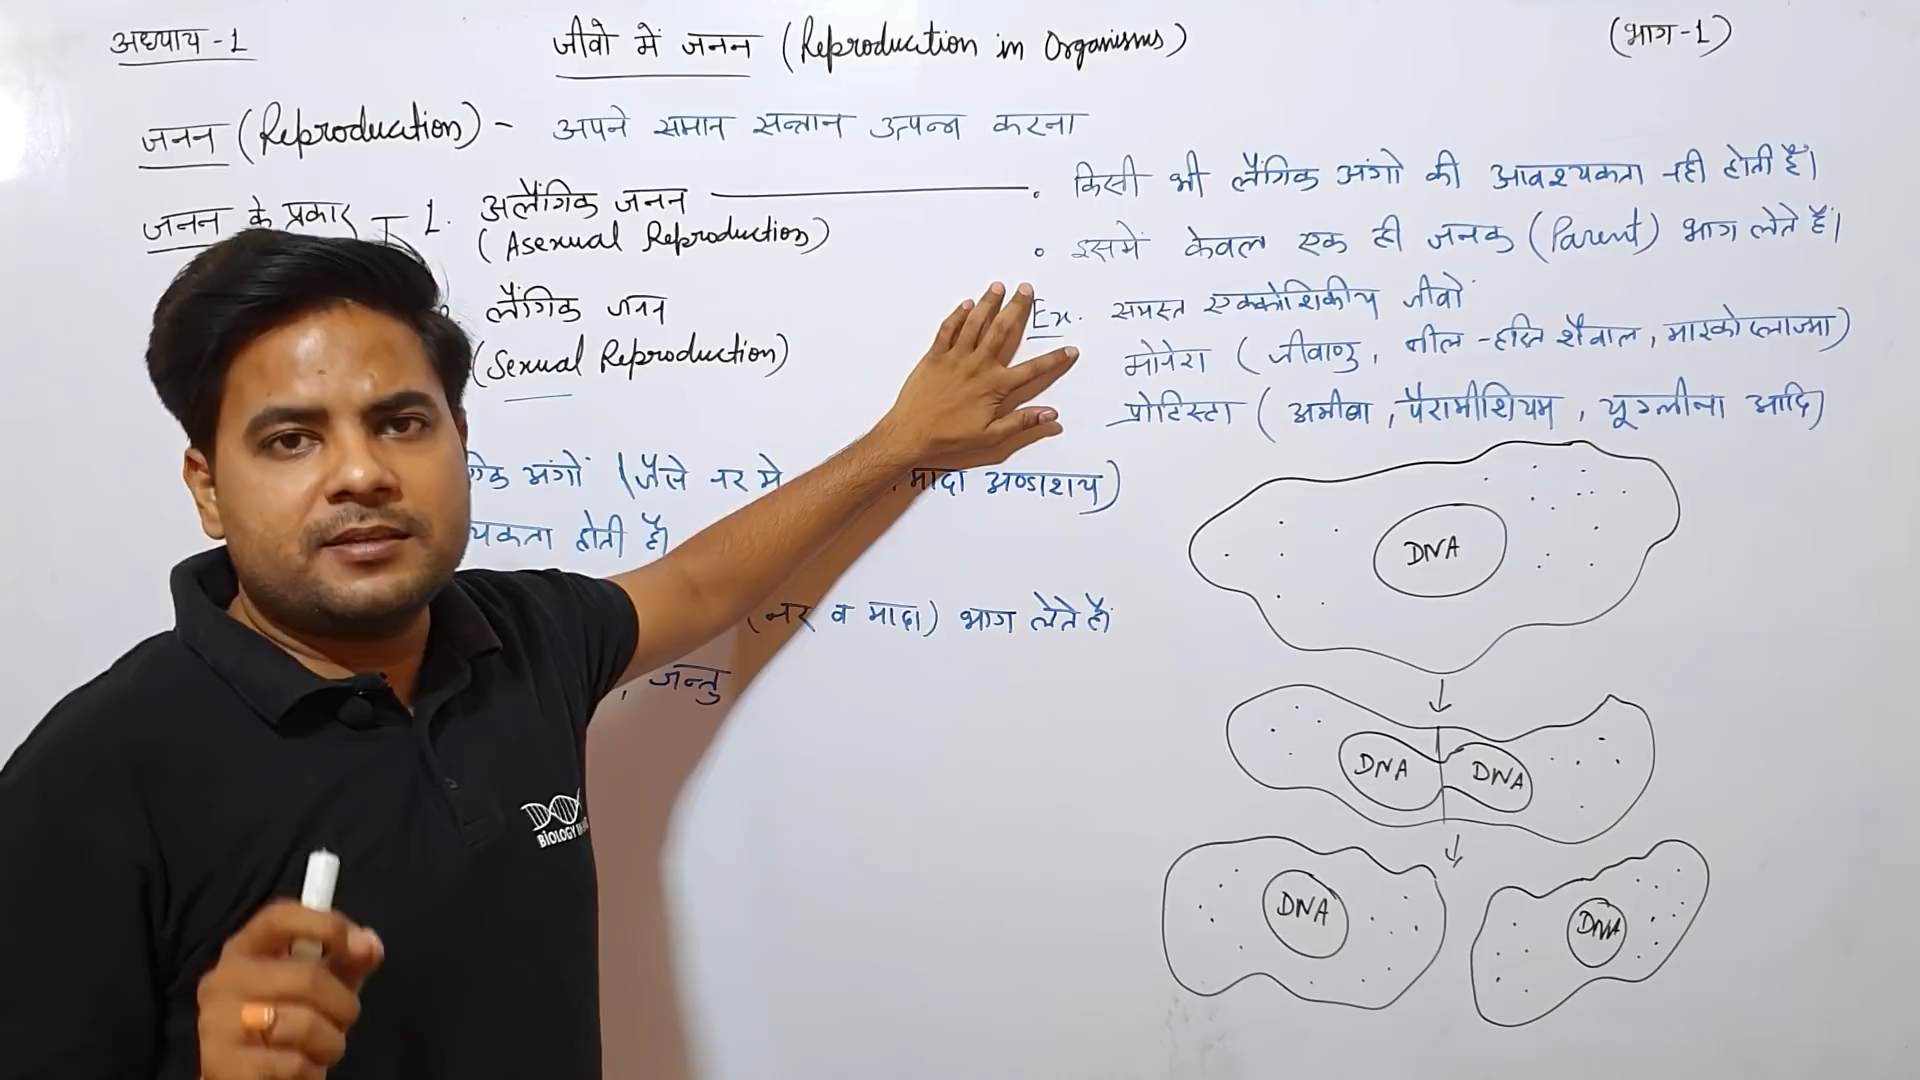 अध्याय -1
जीवो में जनन (Reproduction in Organisms)
(भाग-1)
जनन (Reproduction) - अपने समान सन्तान उत्पन्न करना
जनन के प्रकार
1. अलैंगिक जनन
(Asexual Reproduction)
लैंगिक जनन
(Sexual Reproduction)
• किसी भी लैंगिक अंगो की आवश्यकता नही होती है।
• इसमें केवल एक ही जनक (Parent) भाग लेते हैं।
Ex. समस्त एककोशिकीय जीवों
मोनेरा (जीवाणु, नील-हरित शैवाल, माइकोप्लाज्मा)
प्रोटिस्टा (अमीबा, पैरामीशियम, यूग्लीना आदि)
अंगों (जैसे नर मे
, मादा अण्डाशय)
होती है।
(नर व मादा) भाग लेते है।
, जन्तु
DNA
DNA DNA
DNA DNA
BIOLOGY